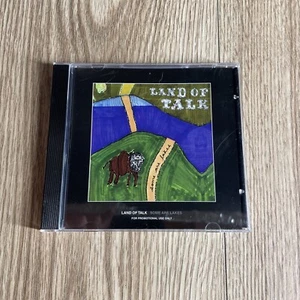 LAND OF
TALK
some are lakes
LAND OF TALK SOME ARE LAKES
FOR PROMOTIONAL USE ONLY